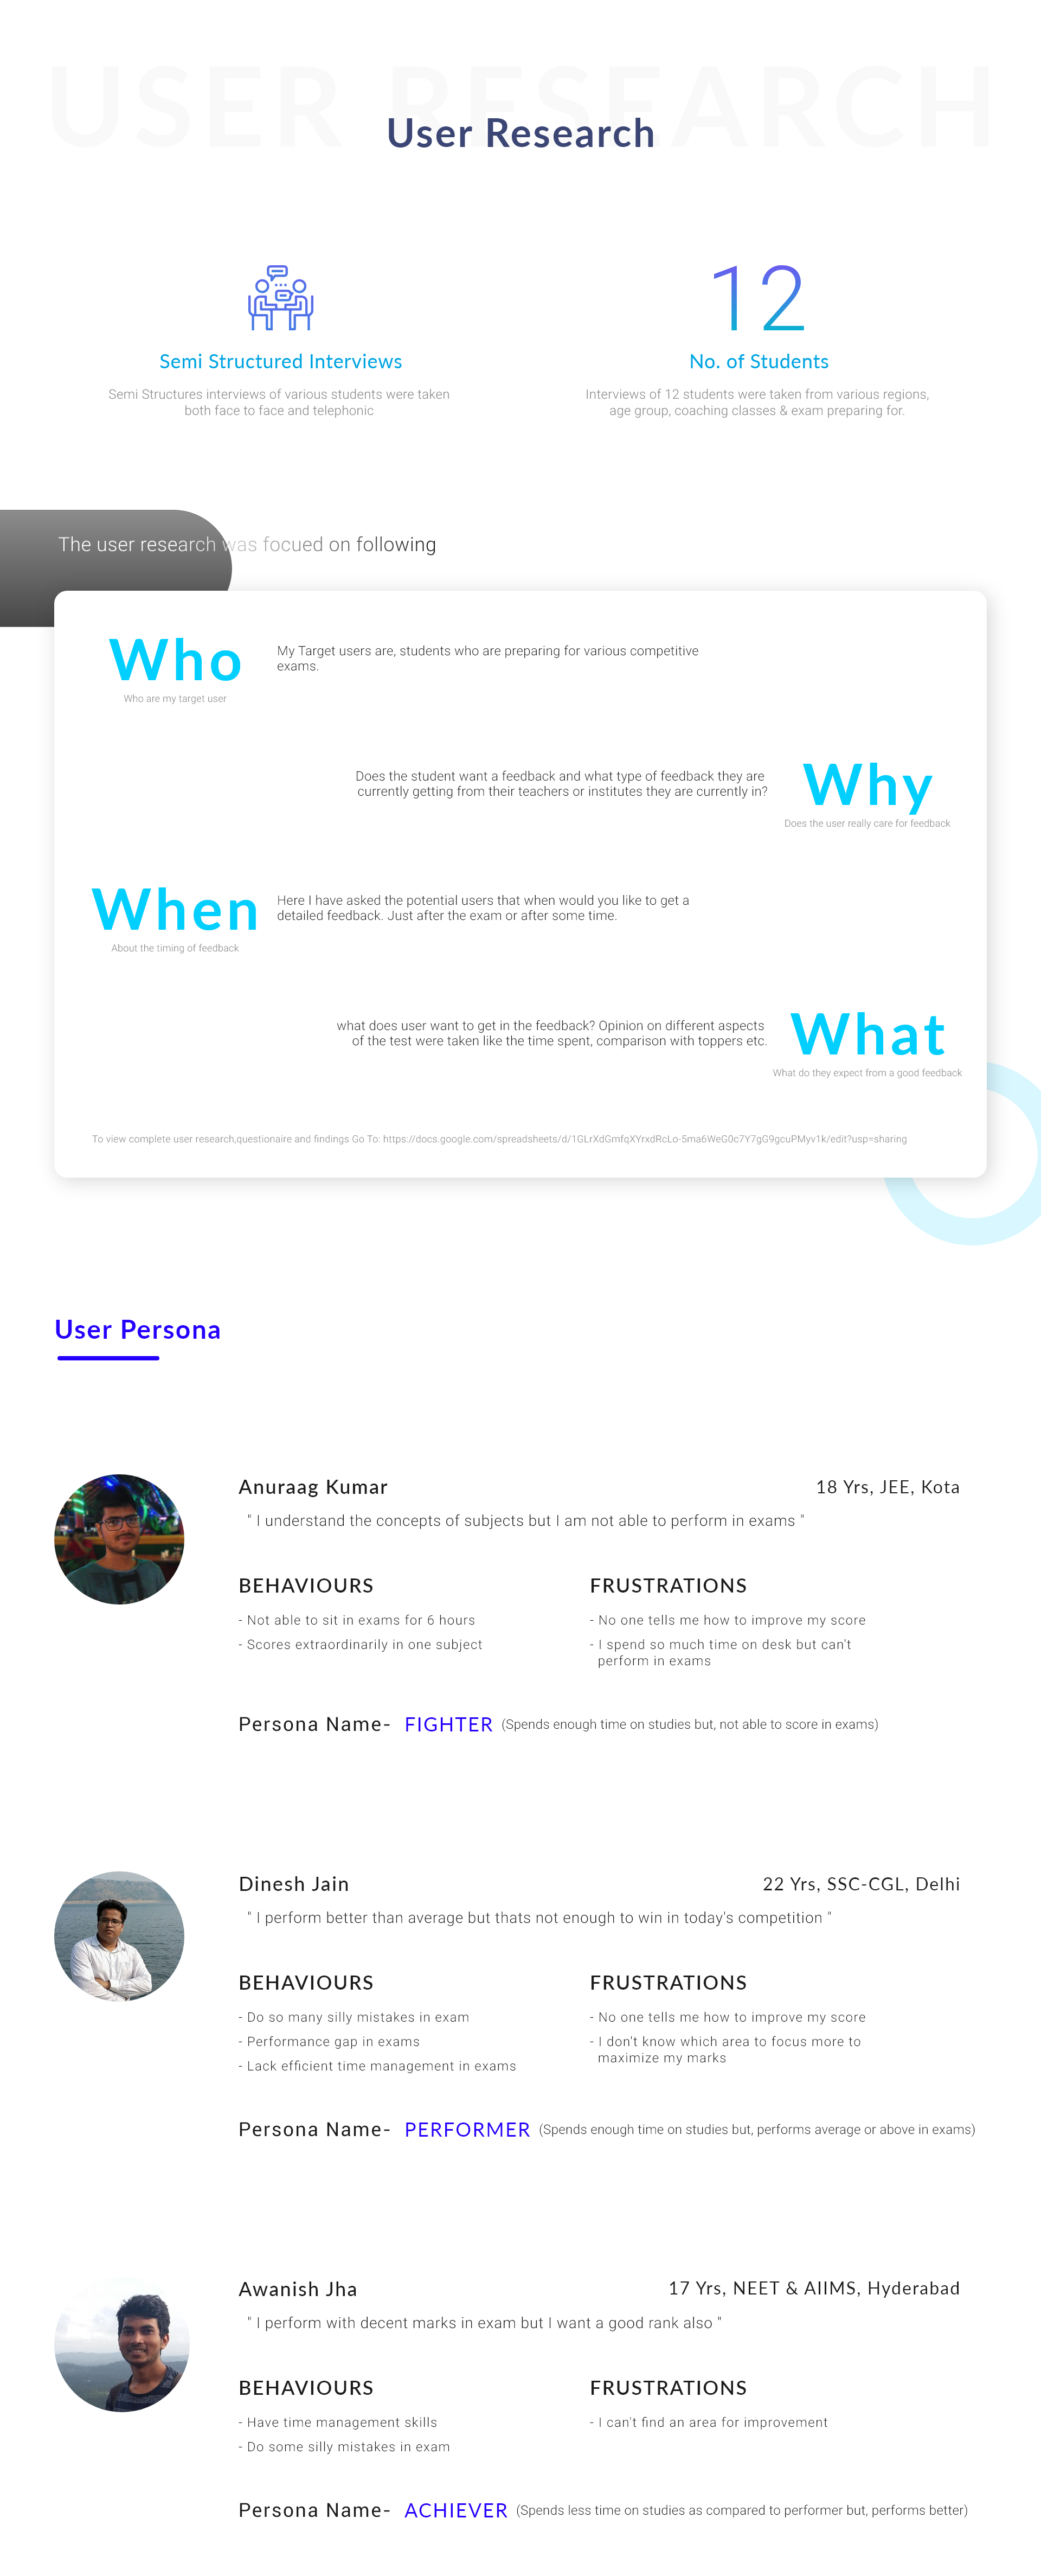 USER RESEARCH
User Research
Semi Structured Interviews
Semi Structures interviews of various students were taken
both face to face and telephonic
12
No. of Students
Interviews of 12 students were taken from various regions,
age group, coaching classes & exam preparing for.
The user research was focued on following
Who
Who are my target user
My Target users are, students who are preparing for various competitive
exams.
Does the student want a feedback and what type of feedback they are
currently getting from their teachers or institutes they are currently in?
Why
Does the user really care for feedback
When
About the timing of feedback
Here I have asked the potential users that when would you like to get a
detailed feedback. Just after the exam or after some time.
what does user want to get in the feedback? Opinion on different aspects
of the test were taken like the time spent, comparison with toppers etc.
What
What do they expect from a good feedback
To view complete user research,questionaire and findings Go To: https://docs.google.com/spreadsheets/d/1GLrXdGmfqXYrxdRcLo-5ma6WeG0c7Y7gG9gcuPMyv1k/edit?usp=sharing
User Persona
Anuraag Kumar
18 Yrs, JEE, Kota
" I understand the concepts of subjects but I am not able to perform in exams "
BEHAVIOURS
- Not able to sit in exams for 6 hours
- Scores extraordinarily in one subject
FRUSTRATIONS
- No one tells me how to improve my score
- I spend so much time on desk but can't
perform in exams
Persona Name- FIGHTER (Spends enough time on studies but, not able to score in exams)
Dinesh Jain
22 Yrs, SSC-CGL, Delhi
" I perform better than average but thats not enough to win in today's competition "
BEHAVIOURS
- Do so many silly mistakes in exam
- Performance gap in exams
- Lack efficient time management in exams
FRUSTRATIONS
- No one tells me how to improve my score
- I don't know which area to focus more to
maximize my marks
Persona Name- PERFORMER (Spends enough time on studies but, performs average or above in exams)
Awanish Jha
17 Yrs, NEET & AIIMS, Hyderabad
" I perform with decent marks in exam but I want a good rank also "
BEHAVIOURS
- Have time management skills
- Do some silly mistakes in exam
FRUSTRATIONS
- I can't find an area for improvement
Persona Name- ACHIEVER (Spends less time on studies as compared to performer but, performs better)